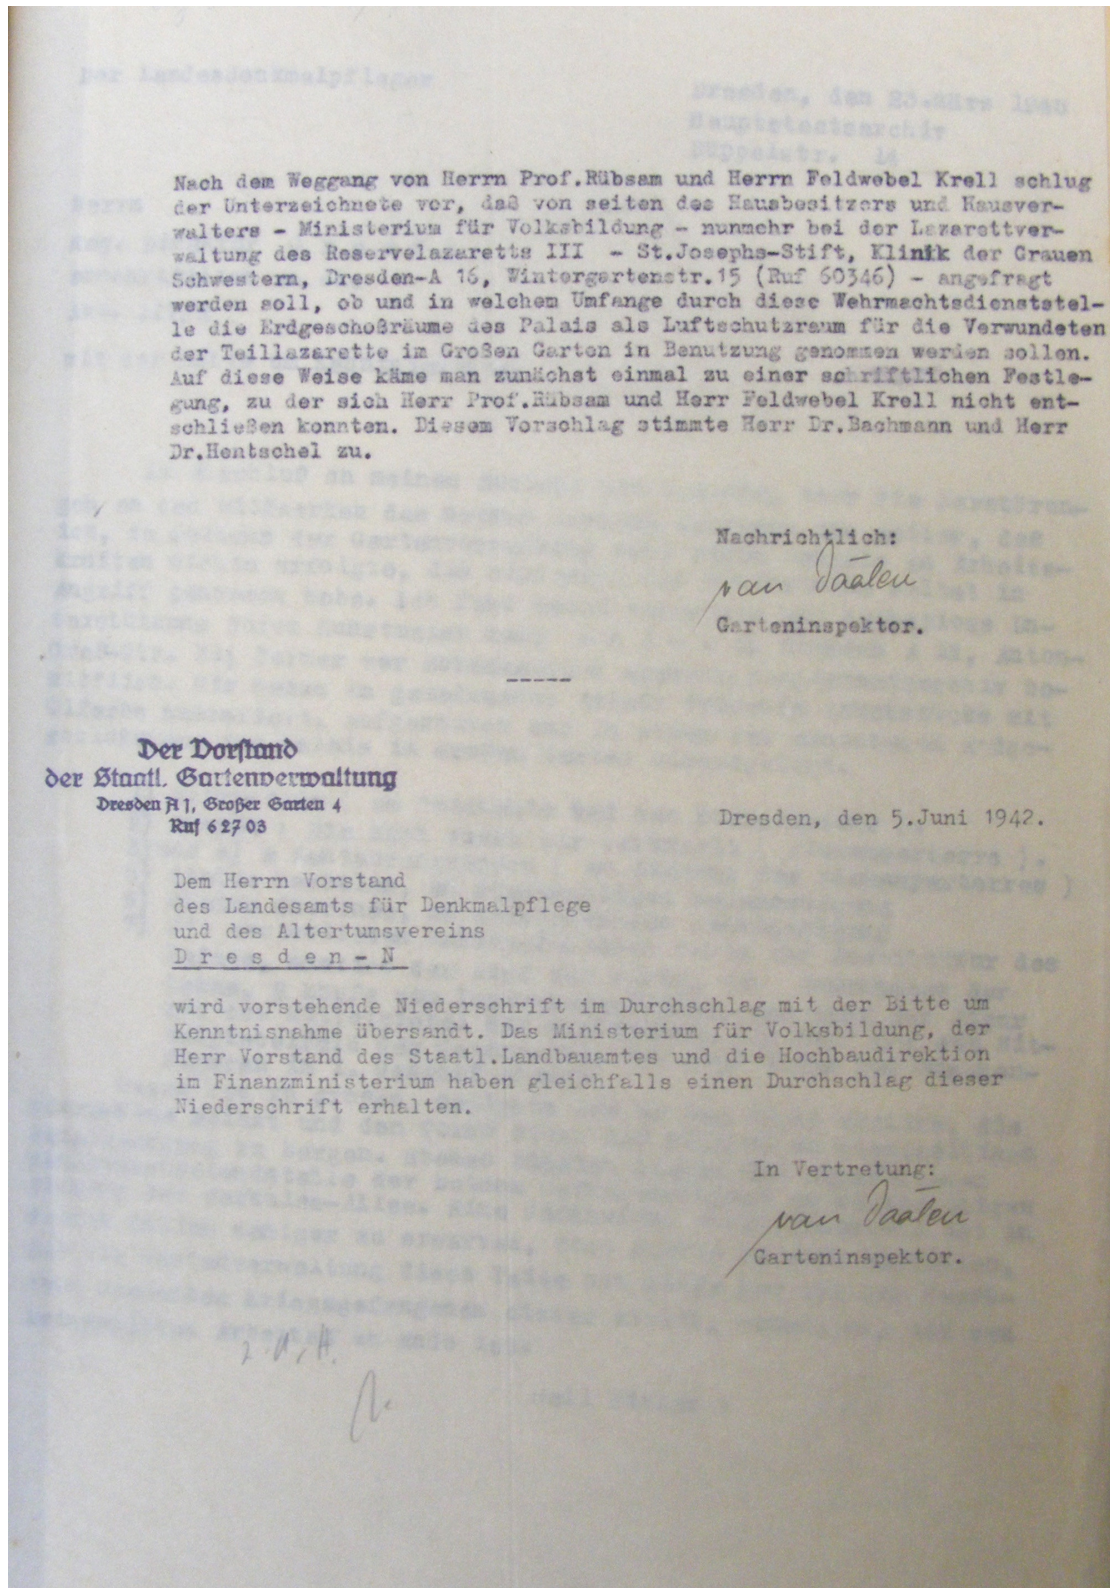 Nach dem Weggang von Herrn Prof.Rübsam und Herrn Feldwebel Krell schlug
der Unterzeichnete vor, daß von seiten des Hausbesitzers und Hausver-
walters - Ministerium für Volksbildung - nunmehr bei der Lazarettver-
waltung des Reservelazaretts III - St.Josephs-Stift, Klinik der Grauen
Schwestern, Dresden-A 16, Wintergartenstr.15 (Ruf 60346) - angefragt
werden soll, ob und in welchem Umfange durch diese Wehrmachtsdienststel-
le die Erdgeschoßräume des Palais als Luftschutzraum für die Verwundeten
der Teillazarette im Großen Garten in Benutzung genommen werden sollen.
Auf diese Weise käme man zunächst einmal zu einer schriftlichen Festle-
gung, zu der sich Herr Prof.Rübsam und Herr Feldwebel Krell nicht ent-
schließen konnten. Diesem Vorschlag stimmte Herr Dr.Bachmann und Herr
Dr.Hentschel zu.
Nachrichtlich:
van Daalen
Garteninspektor.
------
Der Vorstand
der Staatl. Gartenverwaltung
Dresden A 1, Großer Garten 4
Ruf 6 27 03
Dresden, den 5.Juni 1942.
Dem Herrn Vorstand
des Landesamts für Denkmalpflege
und des Altertumsvereins
D r e s d e n - N
wird vorstehende Niederschrift im Durchschlag mit der Bitte um
Kenntnisnahme übersandt. Das Ministerium für Volksbildung, der
Herr Vorstand des Staatl.Landbauamtes und die Hochbaudirektion
im Finanzministerium haben gleichfalls einen Durchschlag dieser
Niederschrift erhalten.
In Vertretung:
van Daalen
Garteninspektor.